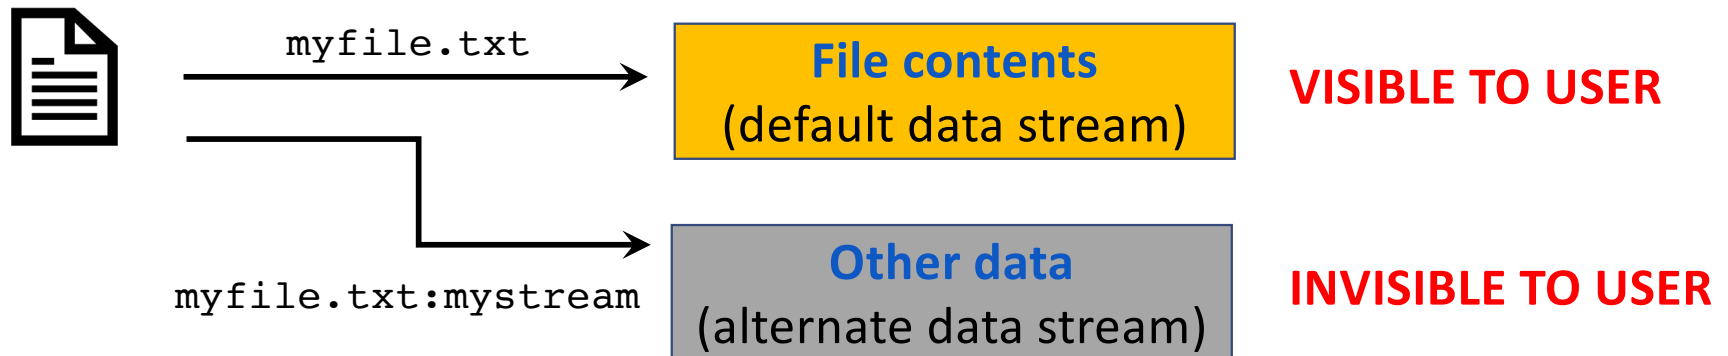 myfile.txt
File contents
(default data stream)
VISIBLE TO USER
myfile.txt:mystream
Other data
(alternate data stream)
INVISIBLE TO USER